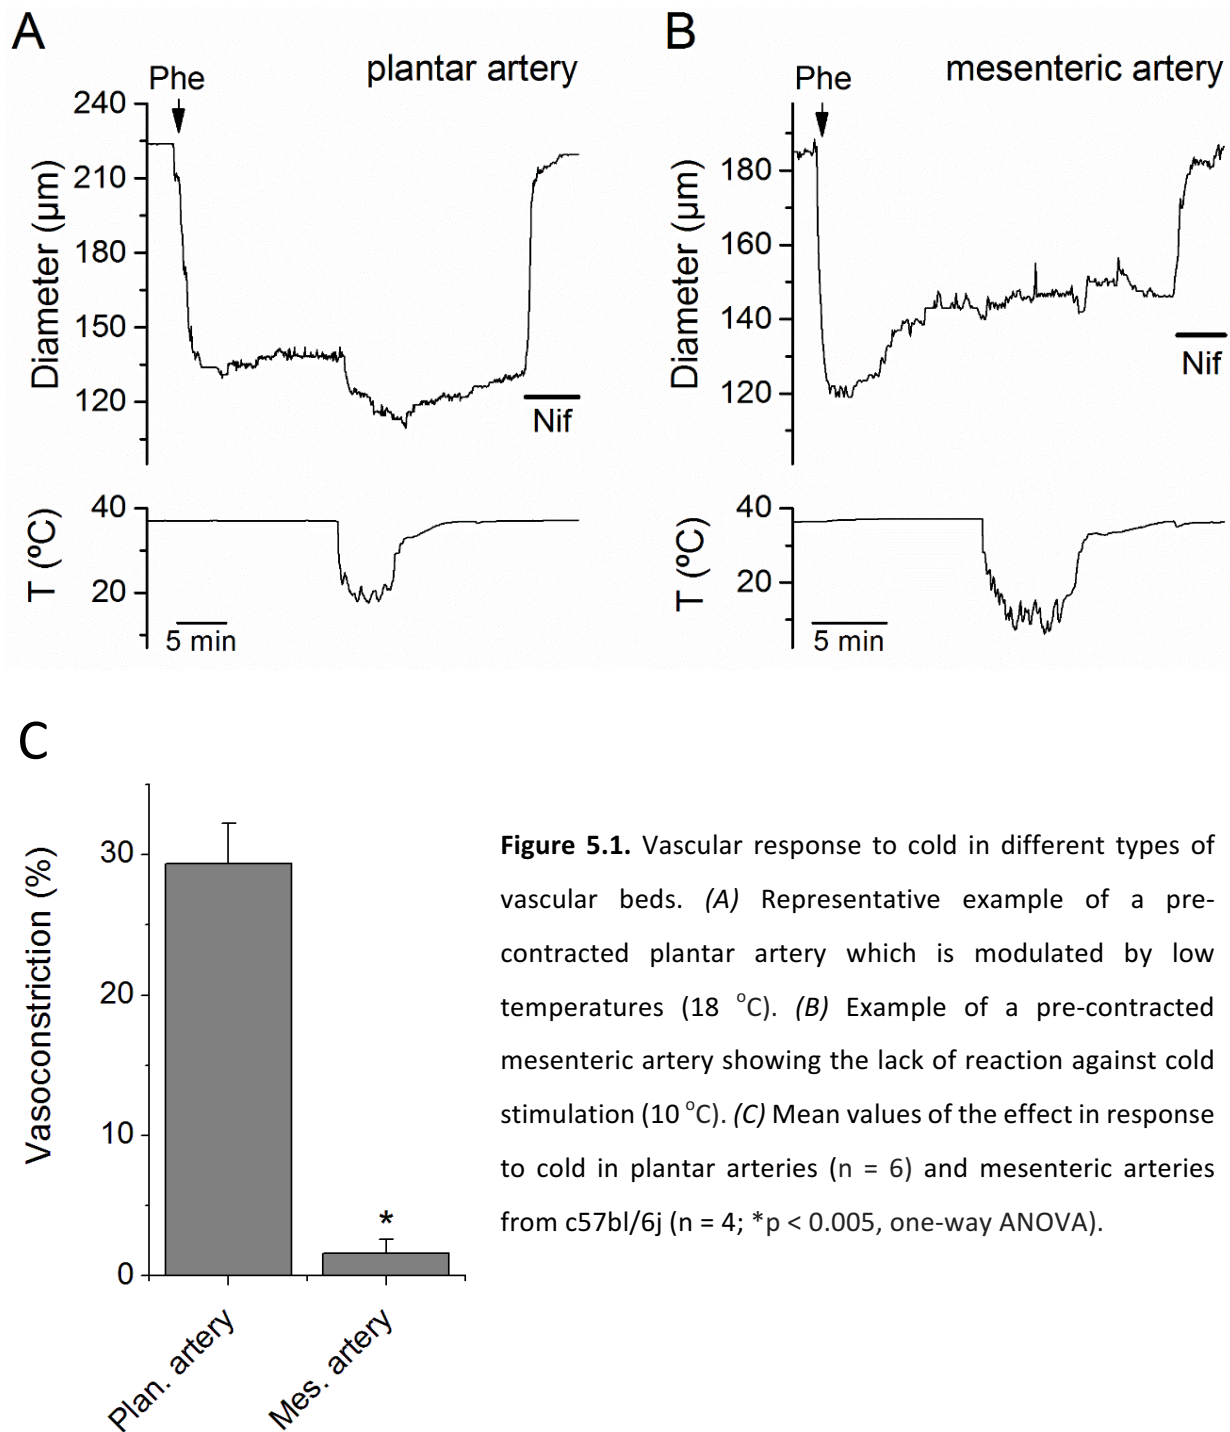 A
plantar artery
Phe
240
210
180
150
120
Diameter (µm)
Nif
40
20
T (ºC)
5 min
B
mesenteric artery
Phe
180
160
140
120
Diameter (µm)
Nif
40
20
T (ºC)
5 min
C
30
20
10
0
Vasoconstriction (%)
*
Plan. artery
Mes. artery
Figure 5.1. Vascular response to cold in different types of
vascular beds. (A) Representative example of a pre-
contracted plantar artery which is modulated by low
temperatures (18 °C). (B) Example of a pre-contracted
mesenteric artery showing the lack of reaction against cold
stimulation (10 °C). (C) Mean values of the effect in response
to cold in plantar arteries (n = 6) and mesenteric arteries
from c57bl/6j (n = 4; *p < 0.005, one-way ANOVA).